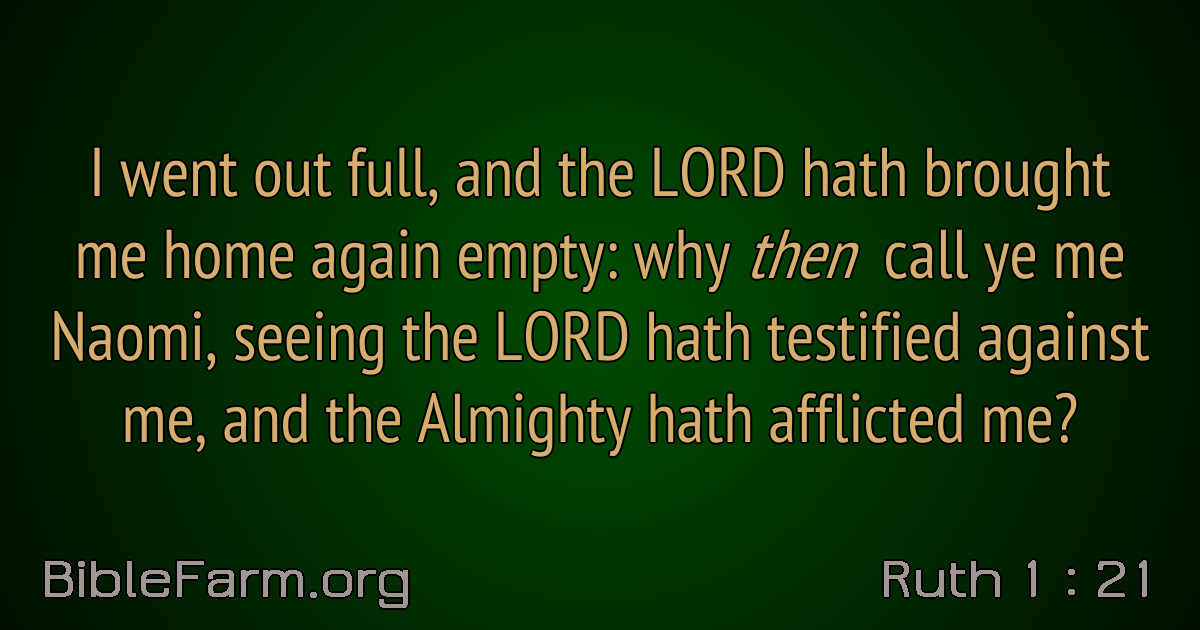 I went out full, and the LORD hath brought
me home again empty: why then call ye me
Naomi, seeing the LORD hath testified against
me, and the Almighty hath afflicted me?
BibleFarm.org
Ruth 1 : 21